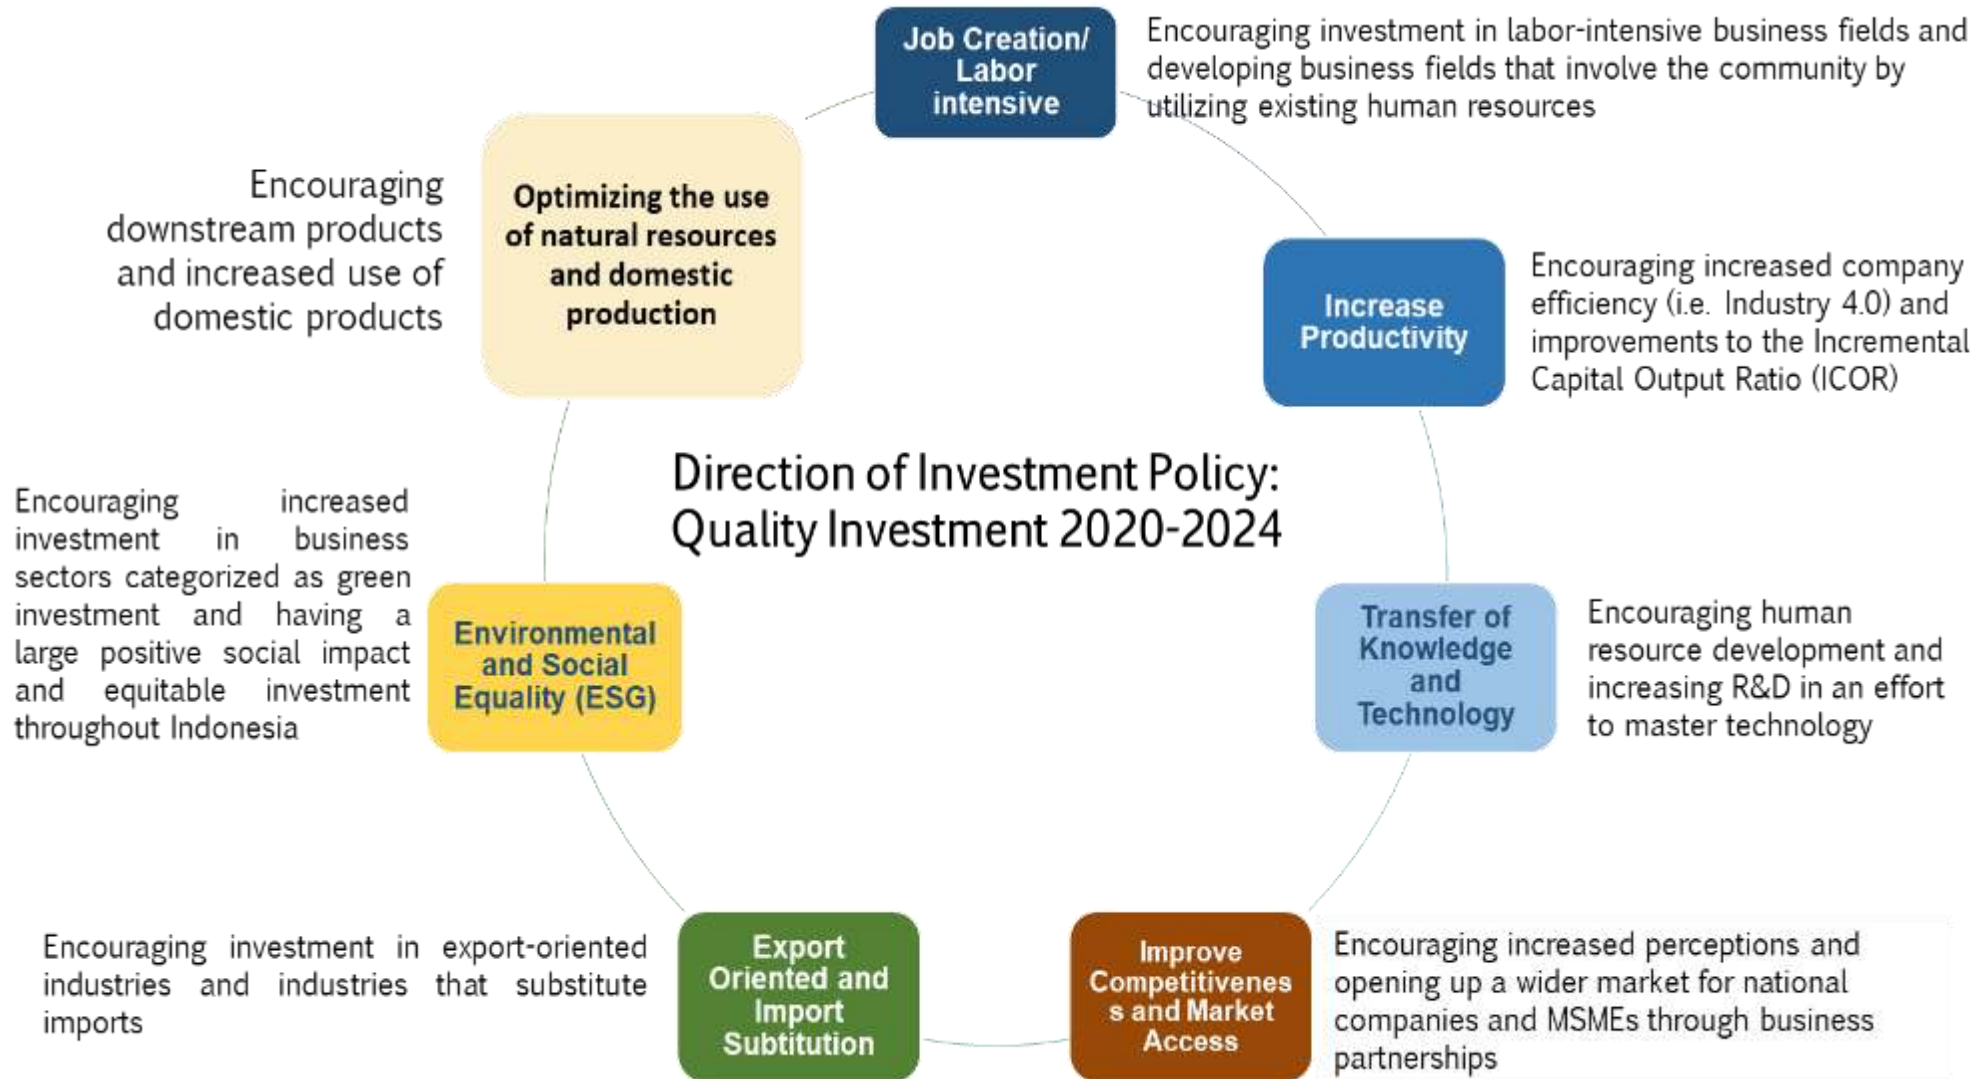 Job Creation/
Labor
intensive
Encouraging investment in labor-intensive business fields and
developing business fields that involve the community by
utilizing existing human resources
Increase
Productivity
Encouraging increased company
efficiency (i.e. Industry 4.0) and
improvements to the Incremental
Capital Output Ratio (ICOR)
Transfer of
Knowledge
and
Technology
Encouraging human
resource development and
increasing R&D in an effort
to master technology
Improve
Competitivenes
s and Market
Access
Encouraging increased perceptions and
opening up a wider market for national
companies and MSMEs through business
partnerships
Export
Oriented and
Import
Subtitution
Encouraging investment in export-oriented
industries and industries that substitute
imports
Environmental
and Social
Equality (ESG)
Encouraging increased
investment in business
sectors categorized as green
investment and having a
large positive social impact
and equitable investment
throughout Indonesia
Optimizing the use
of natural resources
and domestic
production
Encouraging
downstream products
and increased use of
domestic products
Direction of Investment Policy:
Quality Investment 2020-2024